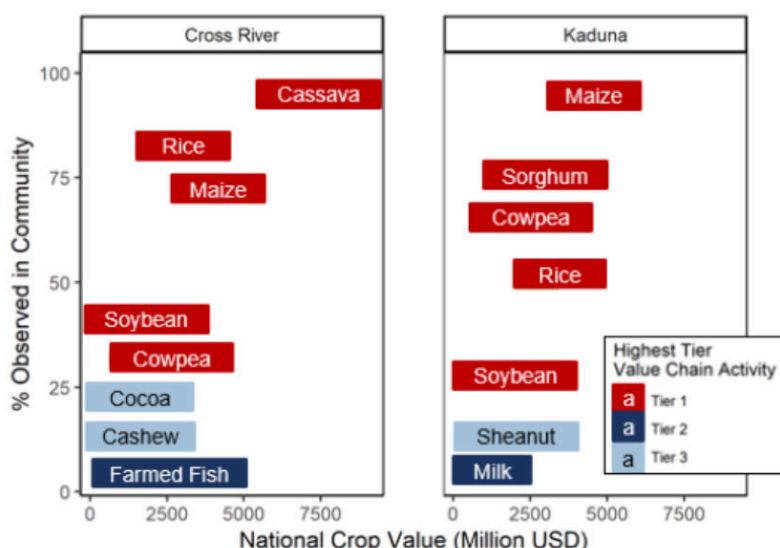 Cross River
Kaduna
% Observed in Community
100
75
50
25
0
Cassava
Rice
Maize
Soybean
Cowpea
Cocoa
Cashew
Farmed Fish
Maize
Sorghum
Cowpea
Rice
Soybean
Sheanut
Milk
Highest Tier
Value Chain Activity
a Tier 1
a Tier 2
a Tier 3
0 2500 5000 7500
0 2500 5000 7500
National Crop Value (Million USD)